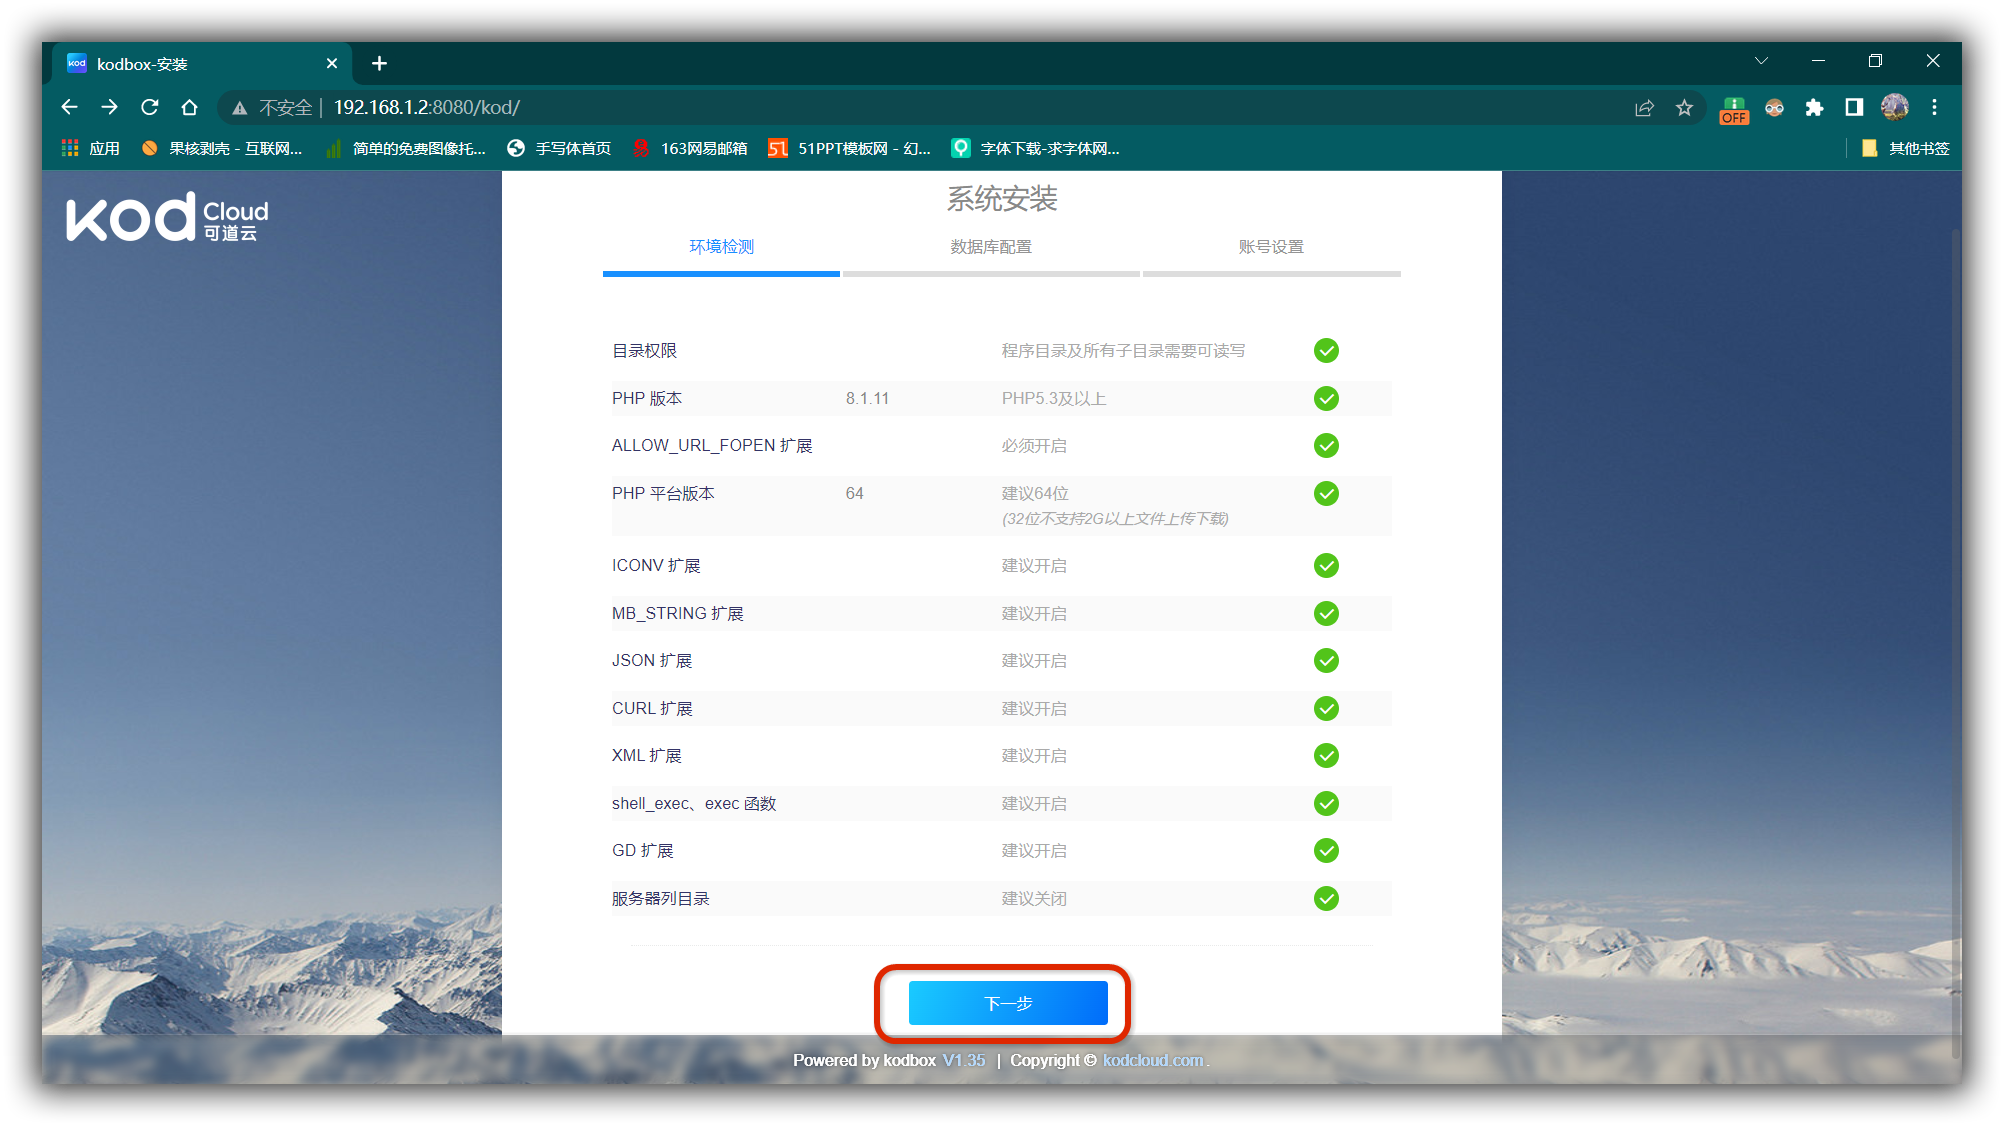 kod
kodbox-安装
不安全 | 192.168.1.2:8080/kod/
OFF
应用
果核剥壳 - 互联网...
简单的免费图像托...
手写体首页
163网易邮箱
51
51PPT模板网 - 幻...
字体下载-求字体网...
其他书签
kod Cloud
可道云
系统安装
环境检测
数据库配置
账号设置
目录权限 程序目录及所有子目录需要可读写
PHP 版本 8.1.11 PHP5.3及以上
ALLOW_URL_FOPEN 扩展 必须开启
PHP 平台版本 64 建议64位
(32位不支持2G以上文件上传下载)
ICONV 扩展 建议开启
MB_STRING 扩展 建议开启
JSON 扩展 建议开启
CURL 扩展 建议开启
XML 扩展 建议开启
shell_exec、exec 函数 建议开启
GD 扩展 建议开启
服务器列目录 建议关闭
下一步
Powered by kodbox V1.35 | Copyright © kodcloud.com.